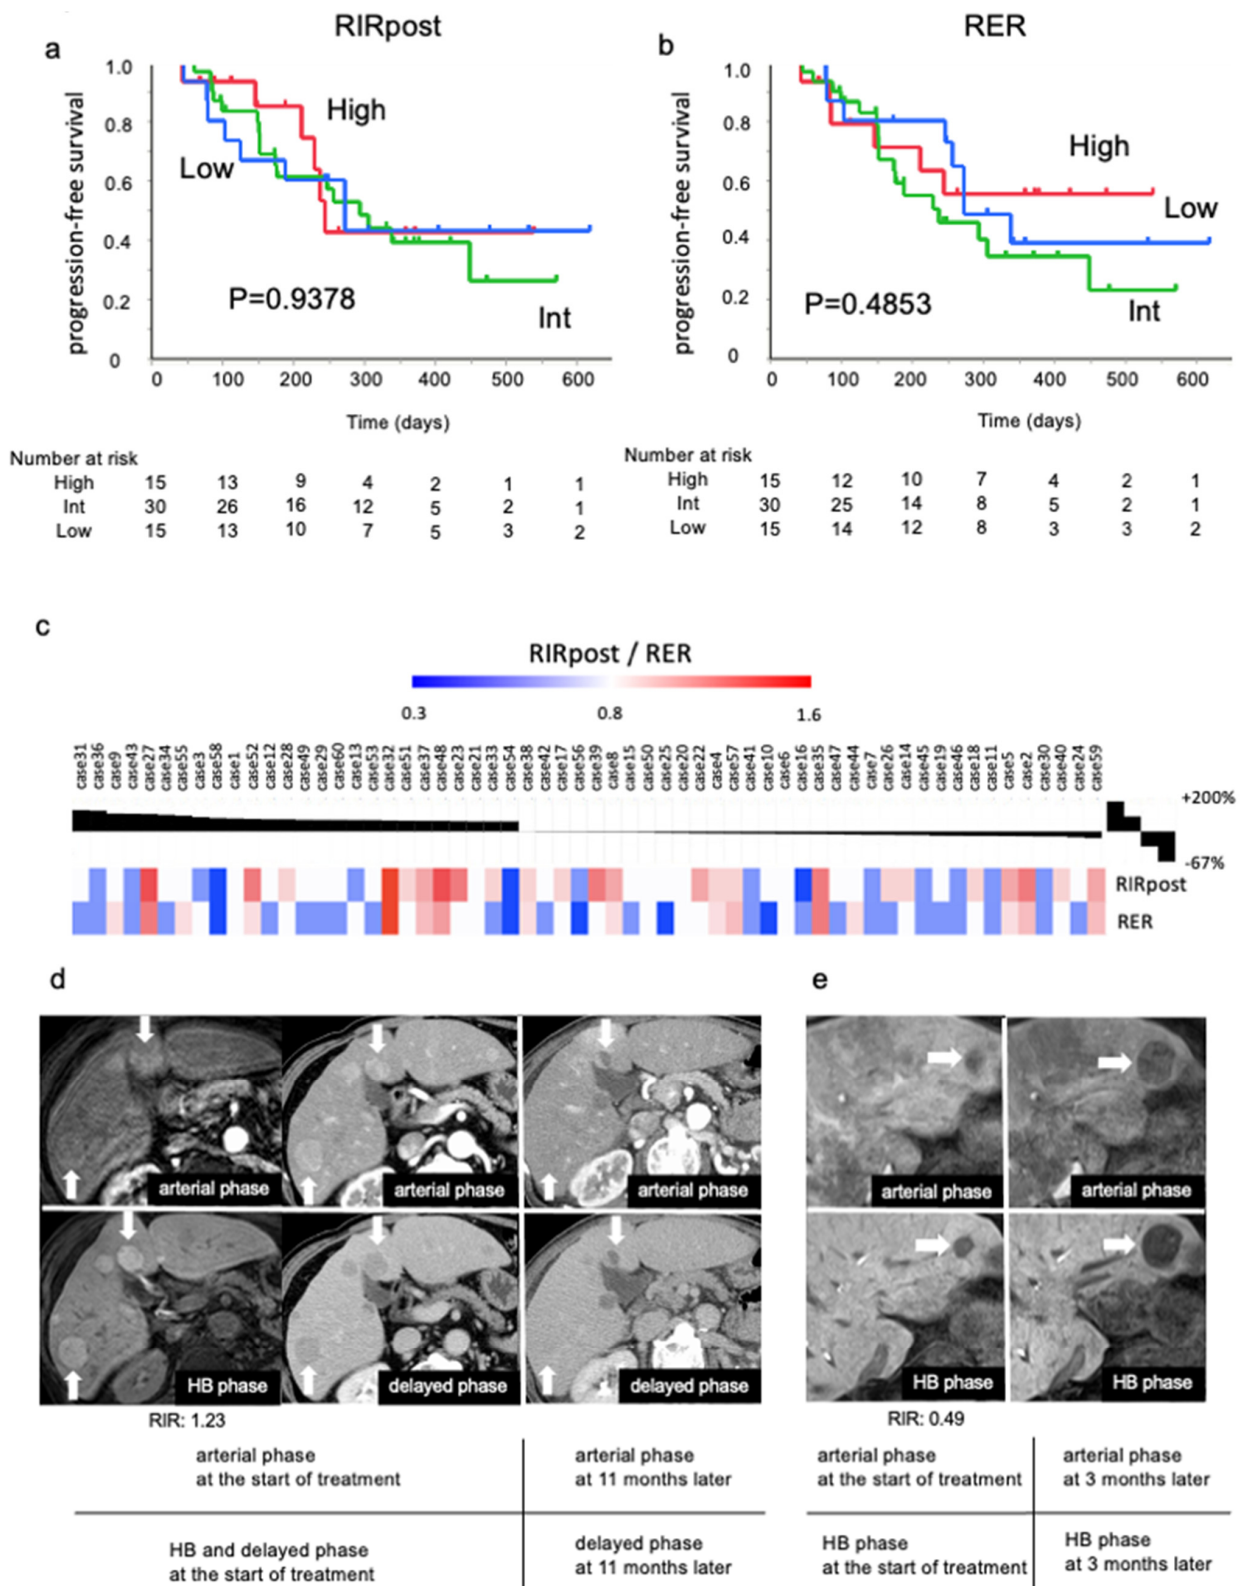 a
RIRpost
progression-free survival
1.0
0.8
0.6
0.4
0.2
0
High
Low
Int
P=0.9378
0 100 200 300 400 500 600
Time (days)
Number at risk
High 15 13 9 4 2 1 1
Int 30 26 16 12 5 2 1
Low 15 13 10 7 5 3 2
b
RER
progression-free survival
1.0
0.8
0.6
0.4
0.2
0
High
Low
Int
P=0.4853
0 100 200 300 400 500 600
Time (days)
Number at risk
High 15 12 10 7 4 2 1
Int 30 25 14 8 5 2 1
Low 15 14 12 8 3 3 2
c
RIRpost / RER
0.3 0.8 1.6
case31 case36 case9 case43 case27 case34 case55 case3 case58 case1 case52 case12 case28 case49 case29 case60 case13 case53 case32 case51 case37 case48 case23 case21 case33 case54 case38 case42 case17 case56 case39 case8 case15 case50 case25 case20 case22 case4 case57 case41 case10 case6 case16 case35 case47 case44 case7 case26 case14 case45 case19 case46 case18 case11 case5 case2 case30 case40 case24 case59
+200%
-67%
RIRpost
RER
d
arterial phase
arterial phase
arterial phase
HB phase
delayed phase
delayed phase
RIR: 1.23
arterial phase
at the start of treatment
arterial phase
at 11 months later
HB and delayed phase
at the start of treatment
delayed phase
at 11 months later
e
arterial phase
arterial phase
HB phase
HB phase
RIR: 0.49
arterial phase
at the start of treatment
arterial phase
at 3 months later
HB phase
at the start of treatment
HB phase
at 3 months later